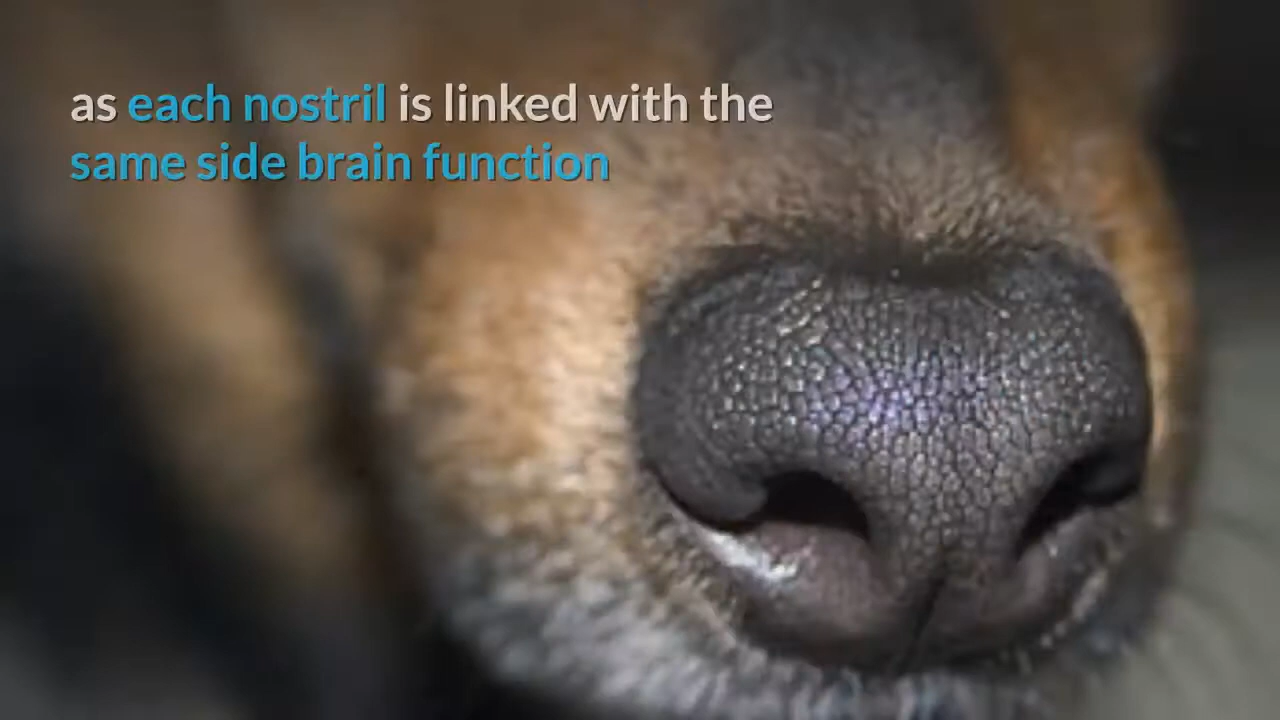 as each nostril is linked with the
same side brain function